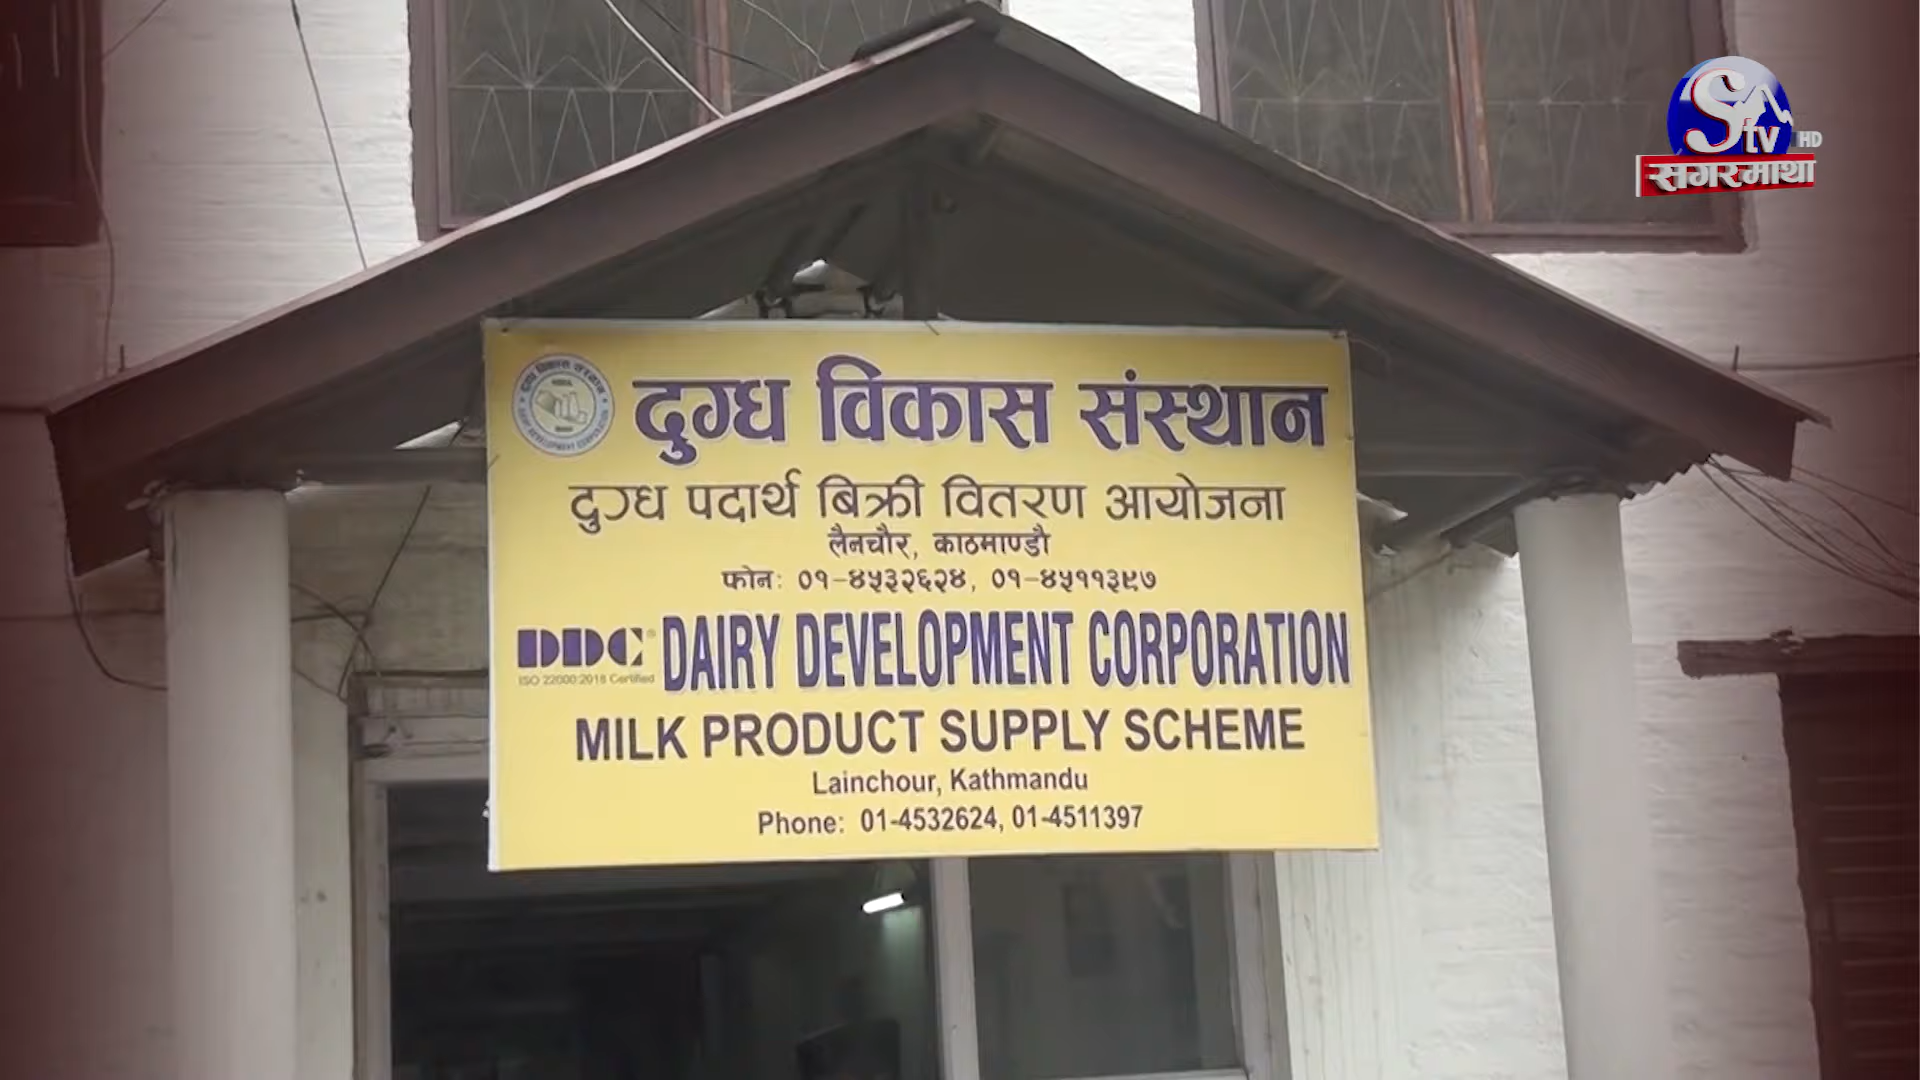 दुग्ध विकास संस्थान
दुग्ध पदार्थ बिक्री वितरण आयोजना
लैनचौर, काठमाण्डौ
फोन: ०१-४५३२६२४, ०१-४५११३९७
DDC® DAIRY DEVELOPMENT CORPORATION
ISO 22000:2018 Certified
MILK PRODUCT SUPPLY SCHEME
Lainchour, Kathmandu
Phone: 01-4532624, 01-4511397
Stv HD
सगरमाथा